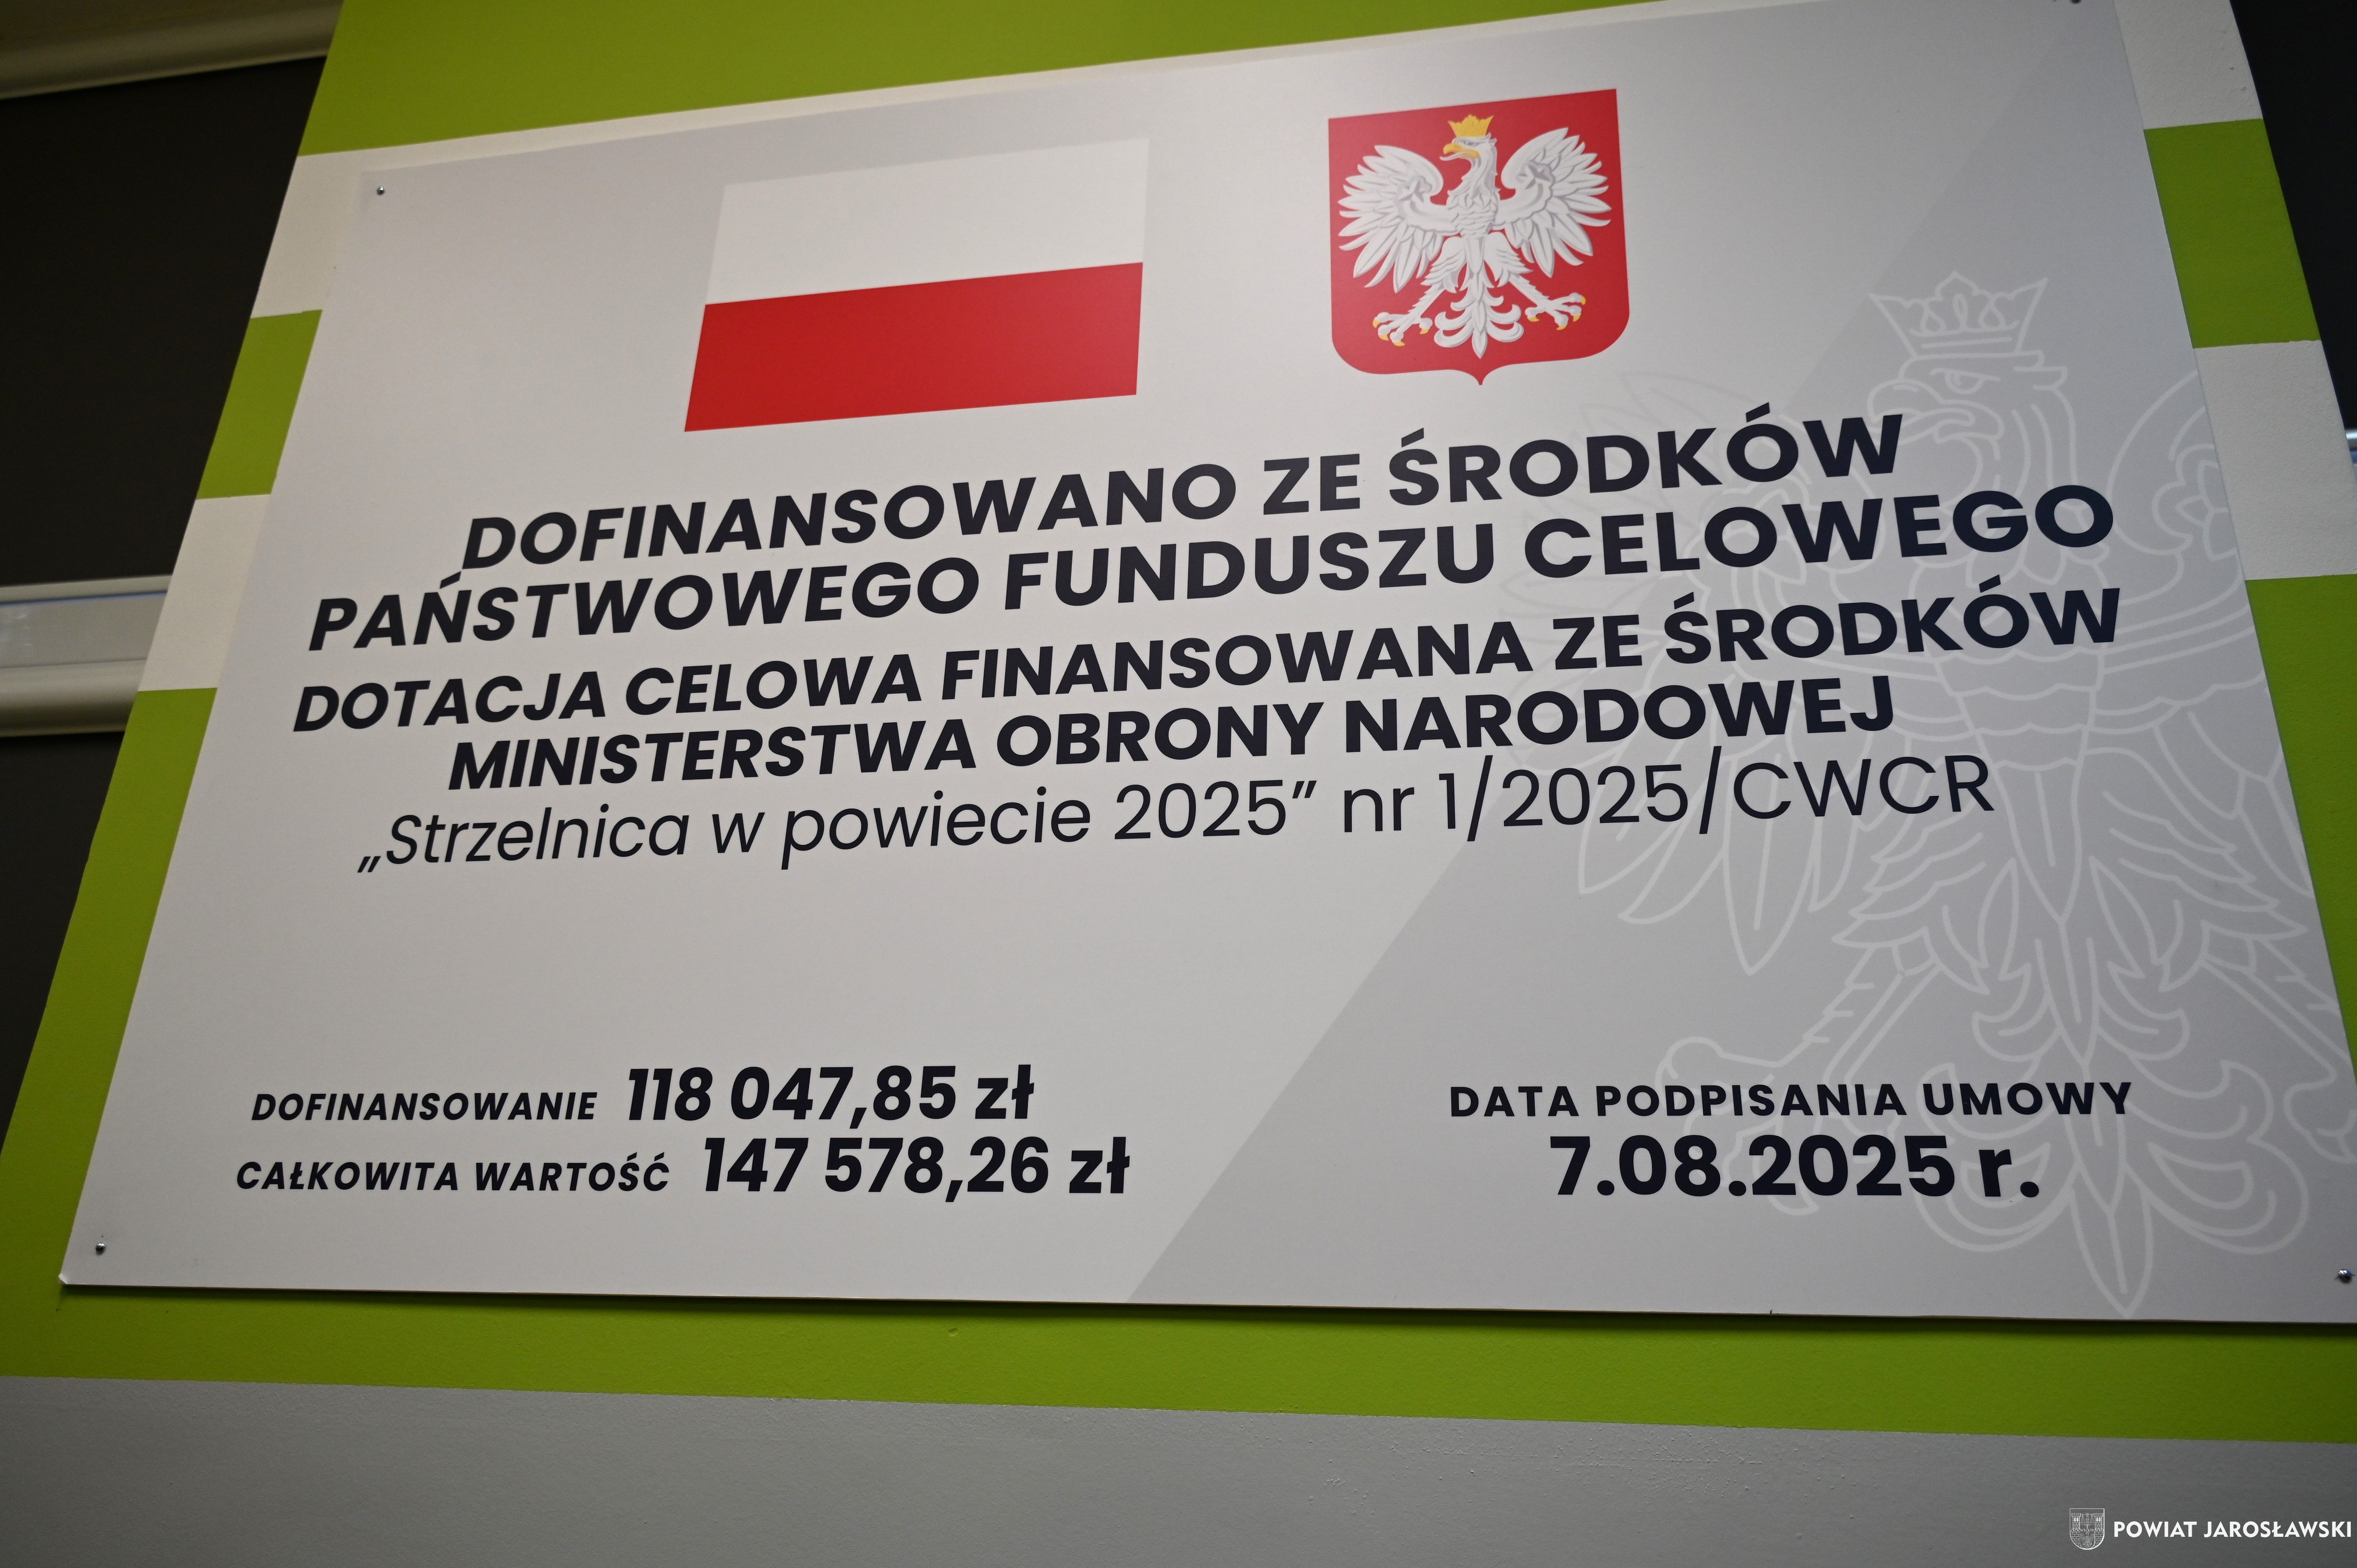 DOFINANSOWANO ZE ŚRODKÓW
PAŃSTWOWEGO FUNDUSZU CELOWEGO
DOTACJA CELOWA FINANSOWANA ZE ŚRODKÓW
MINISTERSTWA OBRONY NARODOWEJ
„Strzelnica w powiecie 2025” nr 1/2025/CWCR
DOFINANSOWANIE 118 047,85 zł
CAŁKOWITA WARTOŚĆ 147 578,26 zł
DATA PODPISANIA UMOWY
7.08.2025 r.
POWIAT JAROSŁAWSKI